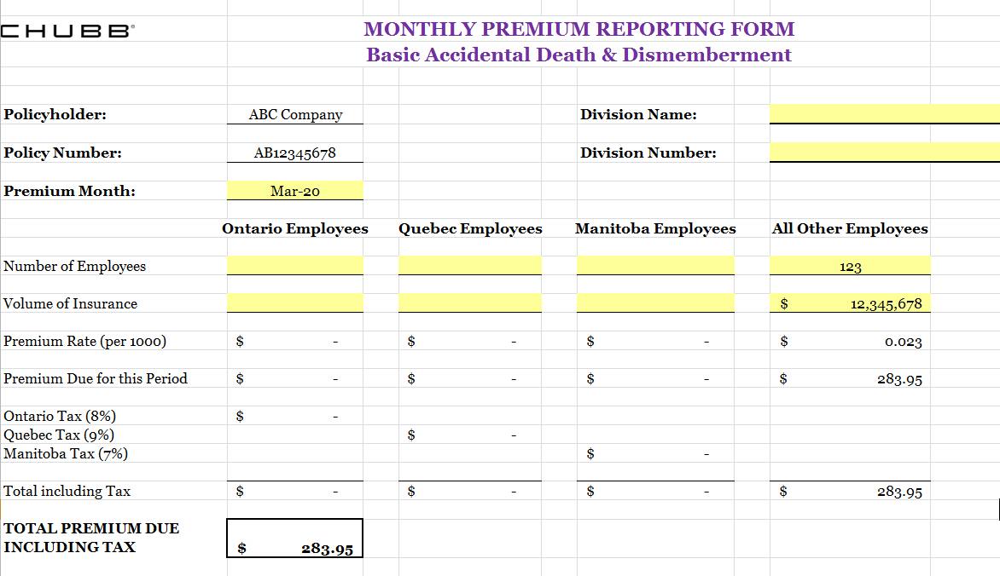 CHUBB®
MONTHLY PREMIUM REPORTING FORM
Basic Accidental Death & Dismemberment
Policyholder: ABC Company Division Name:
Policy Number: AB12345678 Division Number:
Premium Month: Mar-20
Ontario Employees Quebec Employees Manitoba Employees All Other Employees
Number of Employees 123
Volume of Insurance $ 12,345,678
Premium Rate (per 1000) $ - $ - $ - $ 0.023
Premium Due for this Period $ - $ - $ - $ 283.95
Ontario Tax (8%) $ -
Quebec Tax (9%) $ -
Manitoba Tax (7%) $ -
Total including Tax $ - $ - $ - $ 283.95
TOTAL PREMIUM DUE
INCLUDING TAX $ 283.95